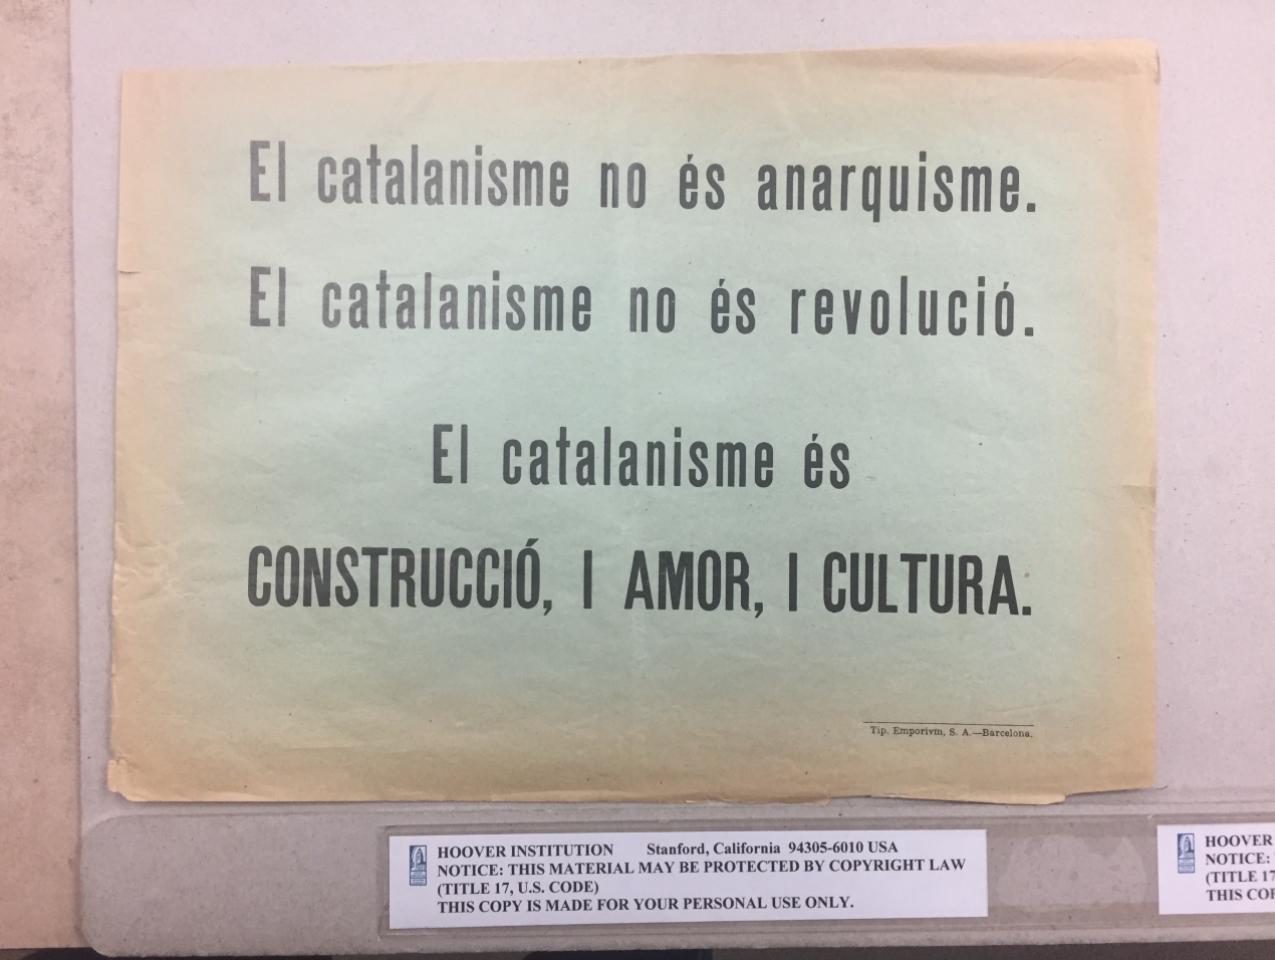 El catalanisme no és anarquisme.
El catalanisme no és revolució.
El catalanisme és
CONSTRUCCIÓ, I AMOR, I CULTURA.
Tip. Emporivm, S. A.—Barcelona.
HOOVER INSTITUTION Stanford, California 94305-6010 USA
NOTICE: THIS MATERIAL MAY BE PROTECTED BY COPYRIGHT LAW
(TITLE 17, U.S. CODE)
THIS COPY IS MADE FOR YOUR PERSONAL USE ONLY.
HOOVER
NOTICE:
(TITLE 17
THIS COP